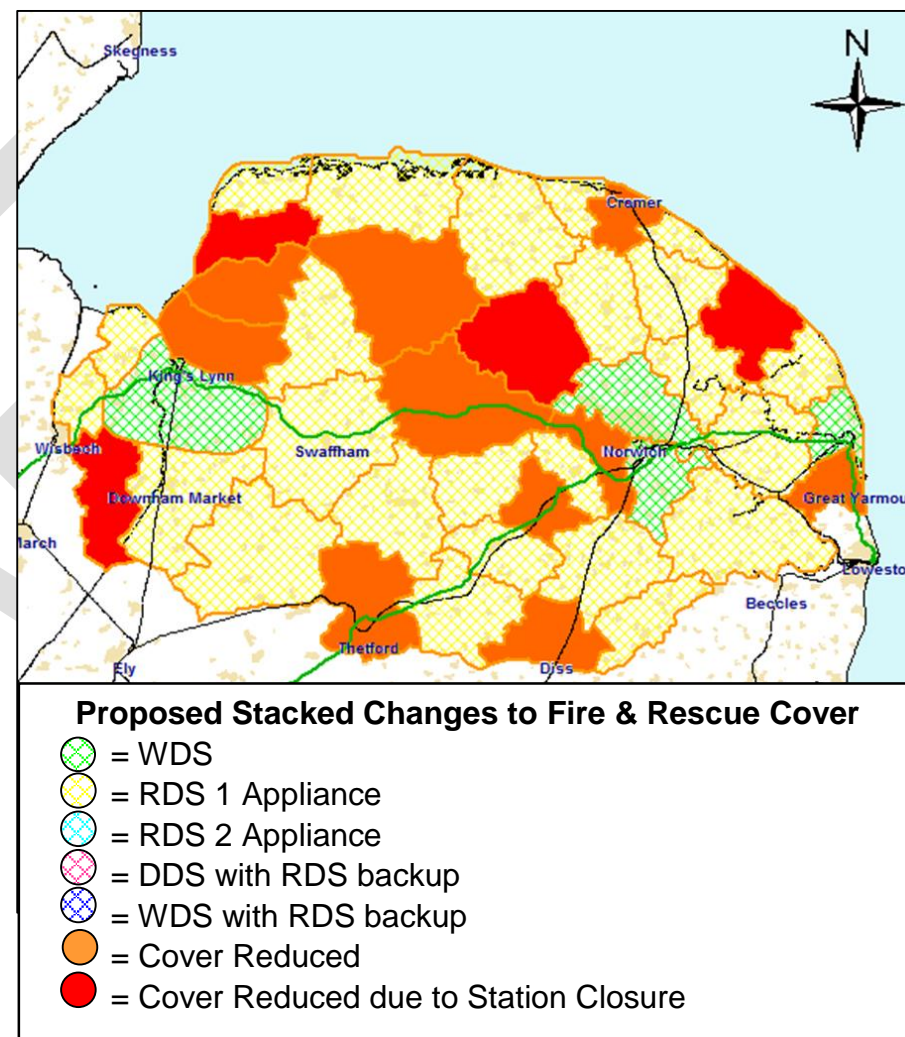 Skegness
N
Cromer
King's Lynn
Wisbech
Swaffham
Norwich
Downham Market
Great Yarmou
March
Lowesto
Beccles
Thetford
Ely
Diss
Proposed Stacked Changes to Fire & Rescue Cover
= WDS
= RDS 1 Appliance
= RDS 2 Appliance
= DDS with RDS backup
= WDS with RDS backup
= Cover Reduced
= Cover Reduced due to Station Closure